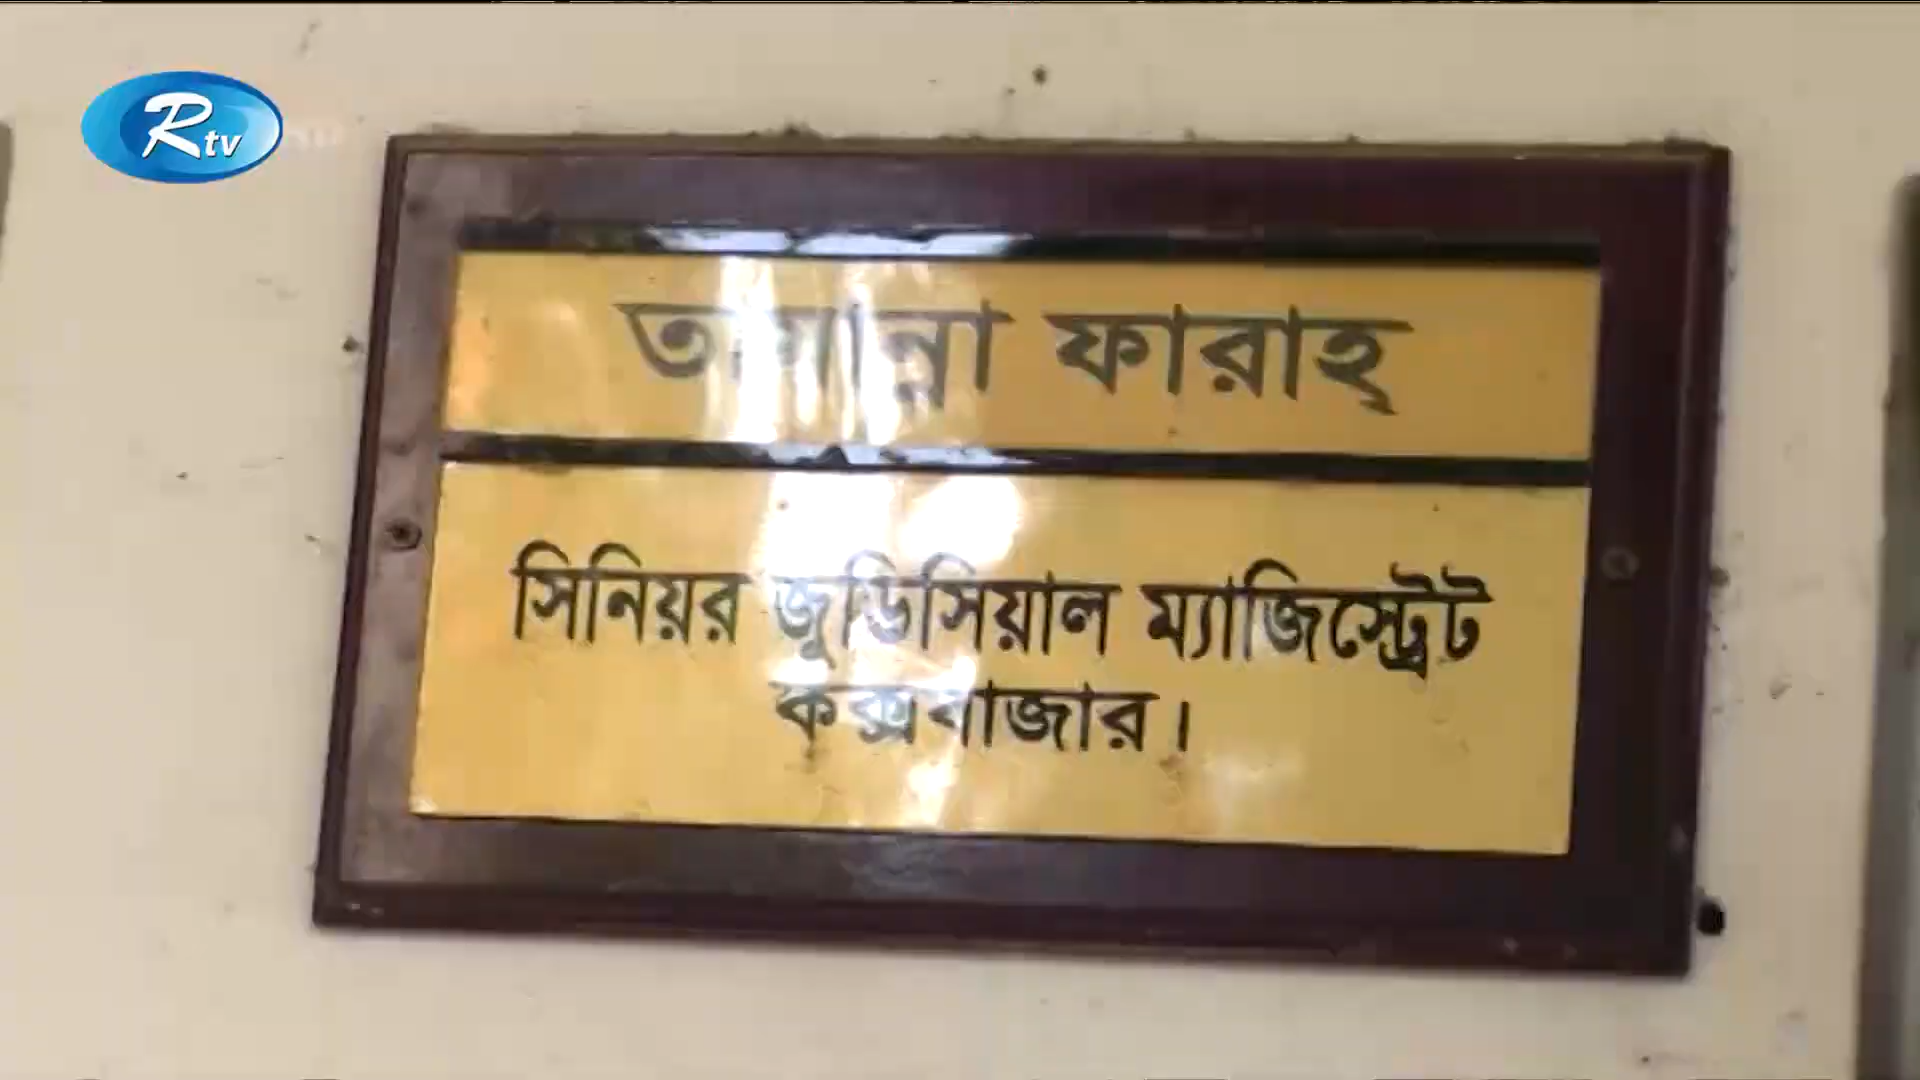 Rtv
তামান্না ফারাহ্
সিনিয়র জুডিসিয়াল ম্যাজিস্ট্রেট
কক্সবাজার।